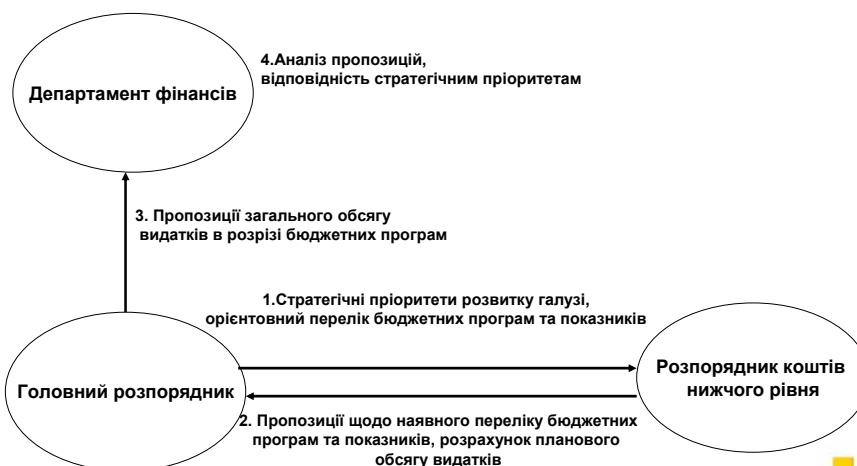 4.Аналіз пропозицій,
відповідність стратегічним пріоритетам
Департамент фінансів
3. Пропозиції загального обсягу
видатків в розрізі бюджетних програм
1.Стратегічні пріоритети розвитку галузі,
орієнтовний перелік бюджетних програм та показників
Головний розпорядник
Розпорядник коштів
нижчого рівня
2. Пропозиції щодо наявного переліку бюджетних
програм та показників, розрахунок планового
обсягу видатків